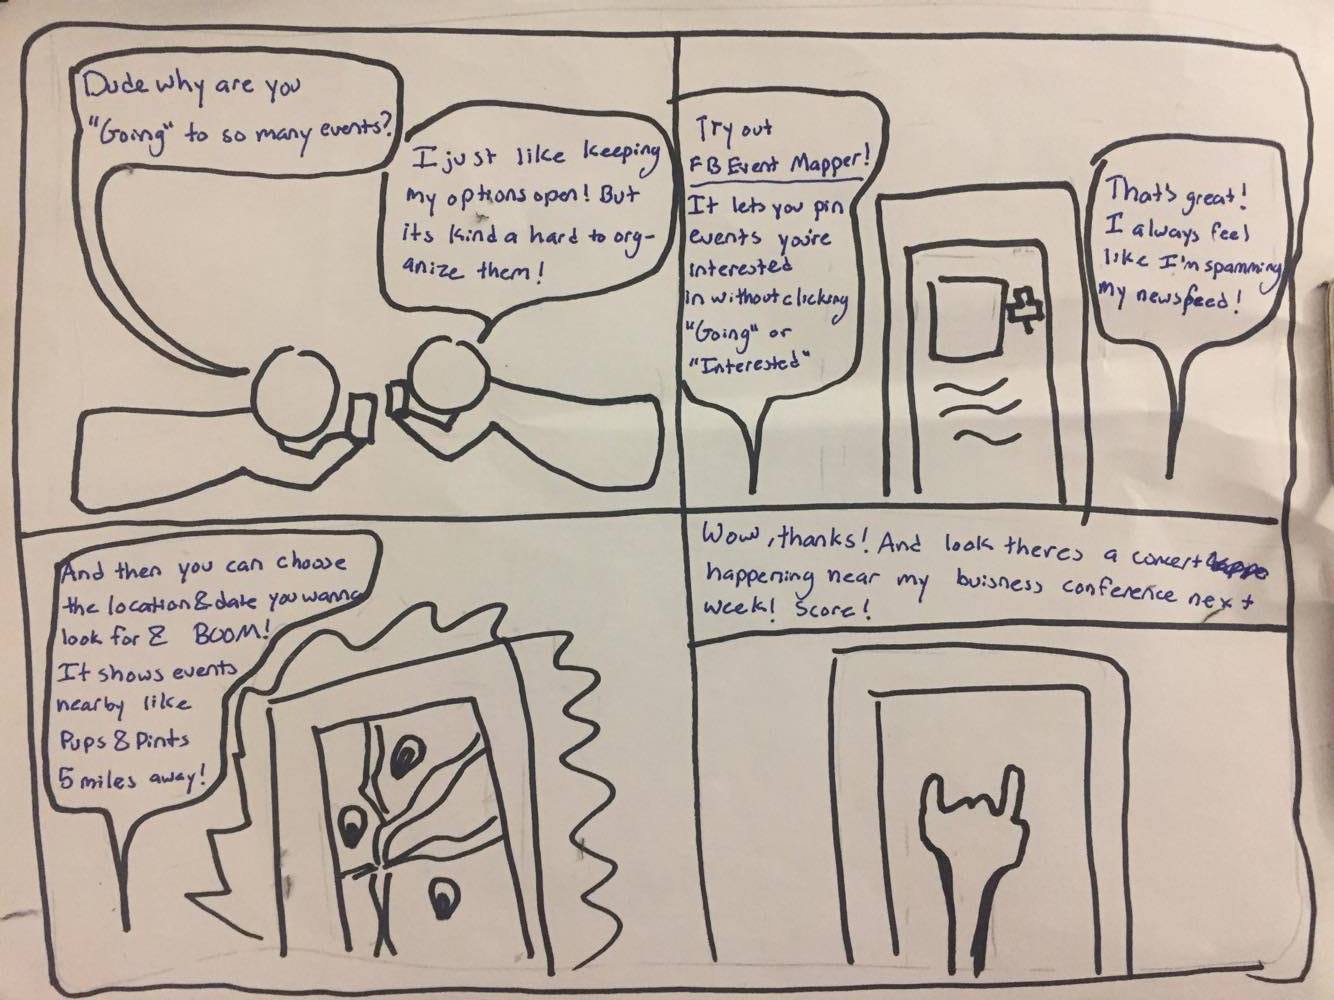 Dude why are you
"Going" to so many events?
I just like keeping
my options open! But
its kinda hard to org-
anize them!
Try out
FB Event Mapper!
It lets you pin
events you're
interested
in without clicking
"Going" or
"Interested"
That's great!
I always feel
like I'm spamming
my newsfeed!
And then you can choose
the location & date you wanna
look for & BOOM!
It shows events
nearby like
Pups & Pints
5 miles away!
Wow, thanks! And look theres a concert
happening near my buisness conference next
week! Score!